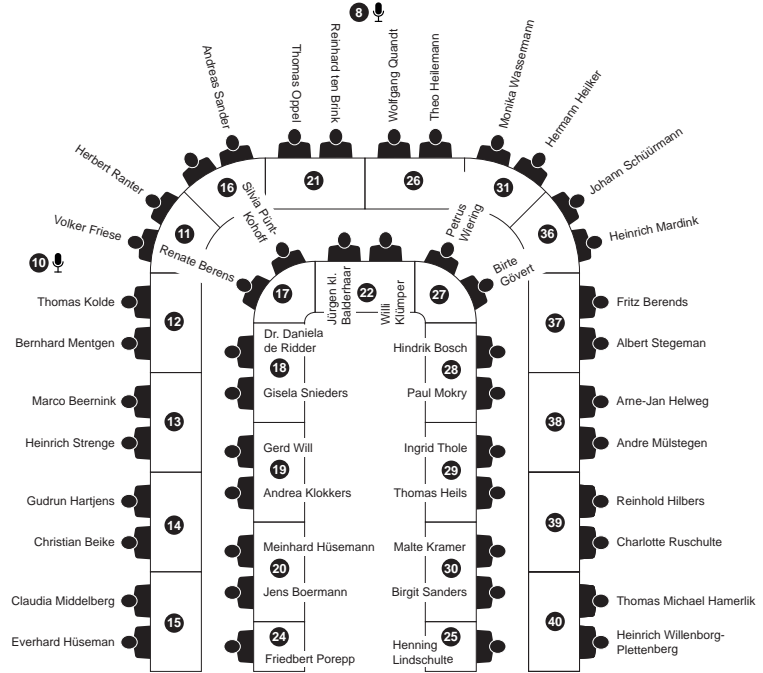 8
Andreas Sander
Thomas Oppel
Reinhard ten Brink
Wolfgang Quandt
Theo Heilemann
Monika Wassermann
Hermann Heilker
Herbert Ranter
Johann Schüürmann
16
21
26
31
Volker Friese
11
Silvia Pünt-
Kohoff
Petrus
Wiering
36
Heinrich Mardink
10
Renate Berens
Birte
Gövert
17
Jürgen kl.
Balderhaar
22
Willi
Klümper
27
Thomas Kolde
12
Bernhard Mentgen
Marco Beernink
13
Heinrich Strenge
Gudrun Hartjens
14
Christian Beike
Claudia Middelberg
15
Everhard Hüseman
Dr. Daniela
de Ridder
18
Gisela Snieders
Gerd Will
19
Andrea Klokkers
Meinhard Hüsemann
20
Jens Boermann
24
Friedbert Porepp
Hindrik Bosch
28
Paul Mokry
Ingrid Thole
29
Thomas Heils
Malte Kramer
30
Birgit Sanders
25
Henning
Lindschulte
Fritz Berends
37
Albert Stegeman
Arne-Jan Helweg
38
Andre Mülstegen
Reinhold Hilbers
39
Charlotte Ruschulte
Thomas Michael Hamerlik
40
Heinrich Willenborg-
Plettenberg